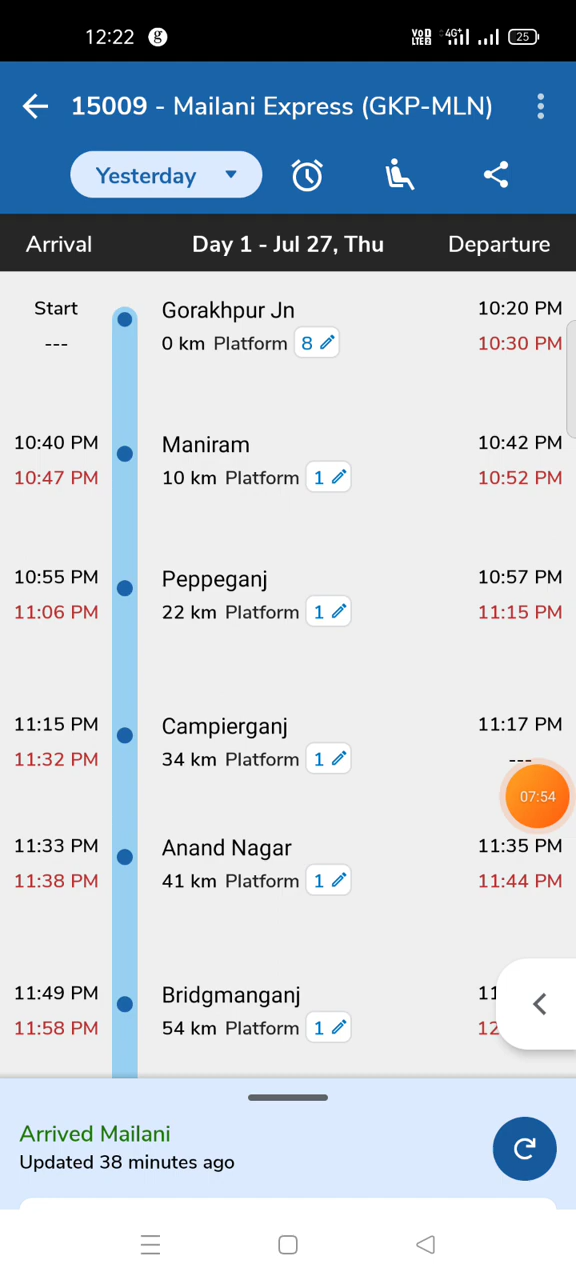 12:22 g VoD LTE2 4G+ 25
15009 - Mailani Express (GKP-MLN)
Yesterday
Arrival Day 1 - Jul 27, Thu Departure
Start Gorakhpur Jn 10:20 PM
--- 0 km Platform 8 10:30 PM
10:40 PM Maniram 10:42 PM
10:47 PM 10 km Platform 1 10:52 PM
10:55 PM Peppeganj 10:57 PM
11:06 PM 22 km Platform 1 11:15 PM
11:15 PM Campierganj 11:17 PM
11:32 PM 34 km Platform 1 ---
07:54
11:33 PM Anand Nagar 11:35 PM
11:38 PM 41 km Platform 1 11:44 PM
11:49 PM Bridgmanganj 11
11:58 PM 54 km Platform 1 12
Arrived Mailani
Updated 38 minutes ago